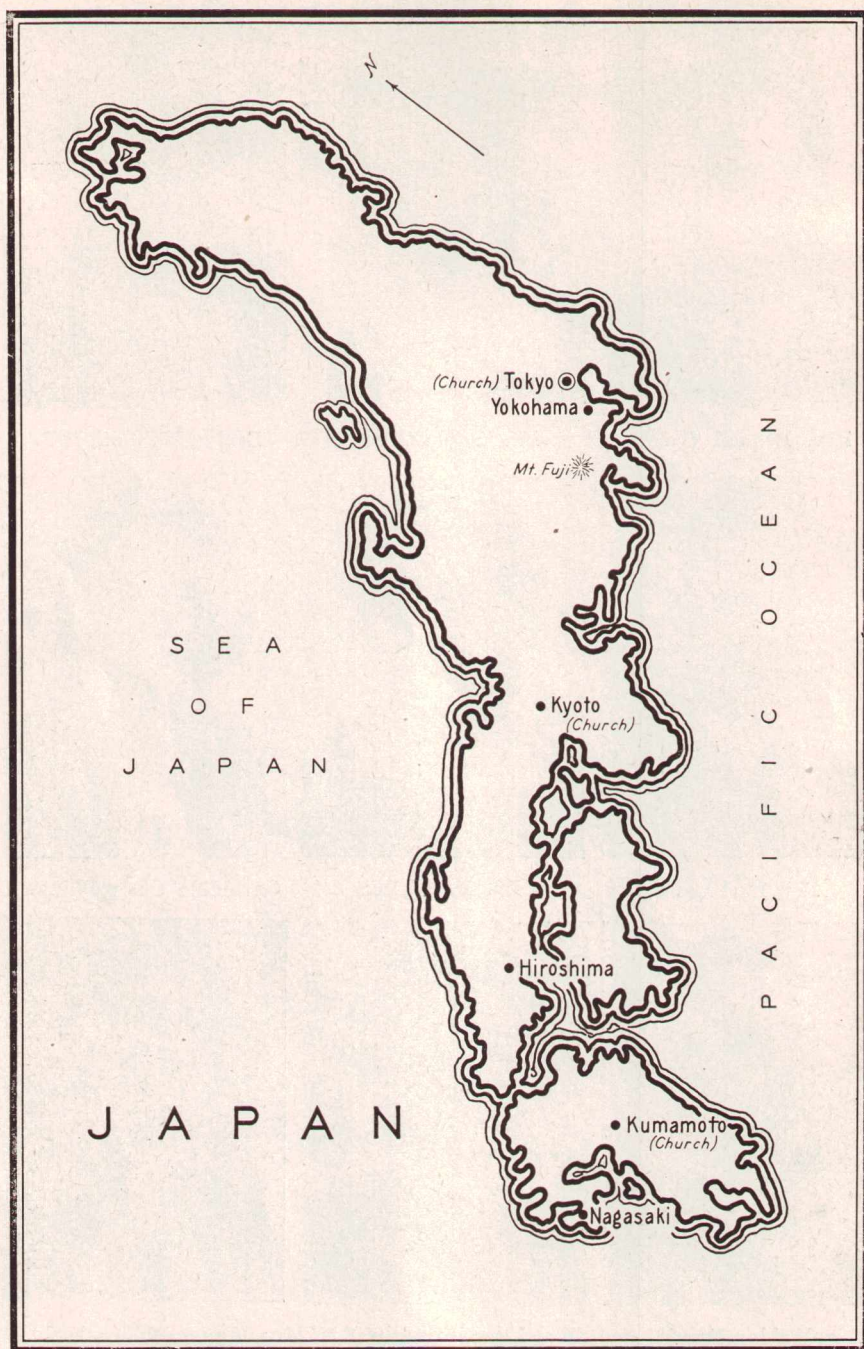 N
(Church) Tokyo
Yokohama
Mt. Fuji
SEA
OF
JAPAN
PACIFIC OCEAN
Kyoto
(Church)
Hiroshima
JAPAN
Kumamoto
(Church)
Nagasaki